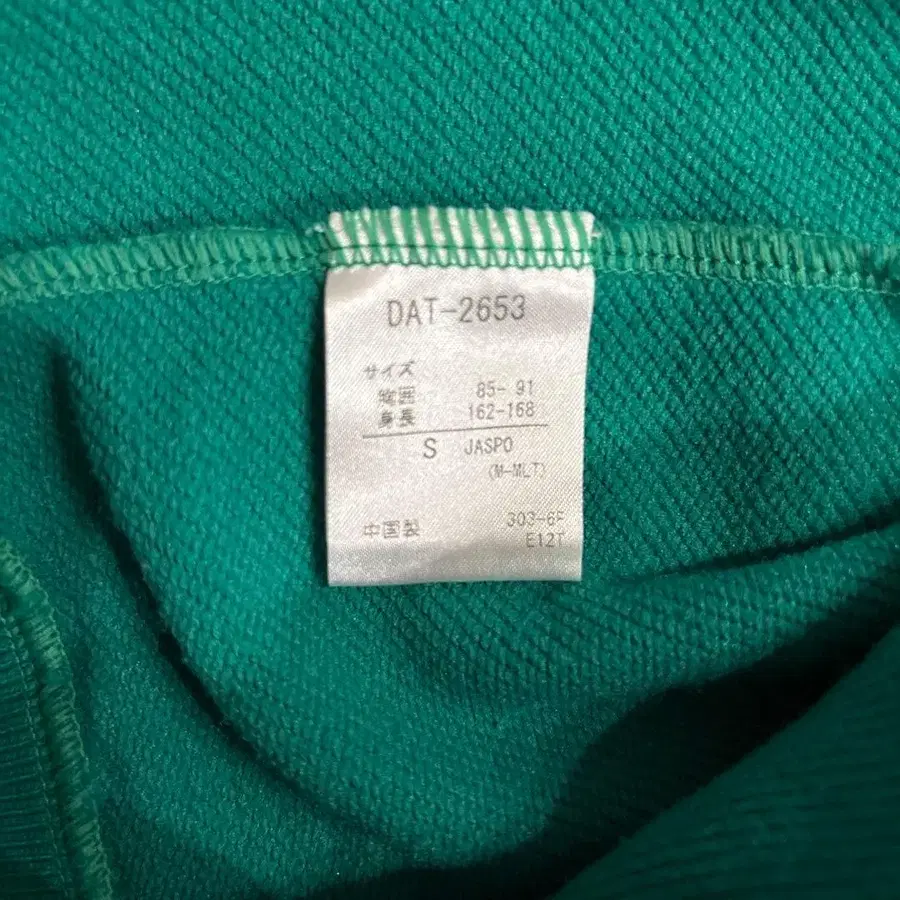 DAT-2653
サイズ
胸囲 85- 91
身長 162-168
S JASPO
(M-MLT)
中国製 303-6F
E12T